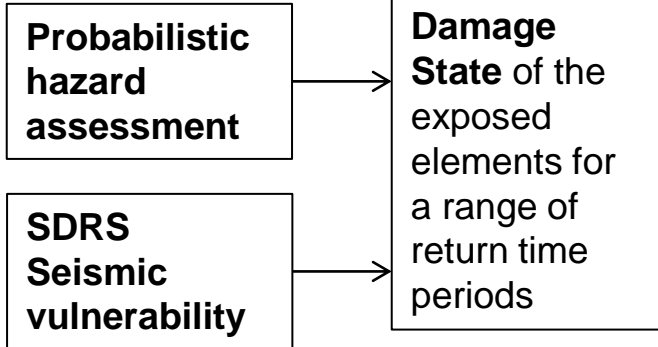 Probabilistic
hazard
assessment
SDRS
Seismic
vulnerability
Damage
State of the
exposed
elements for
a range of
return time
periods